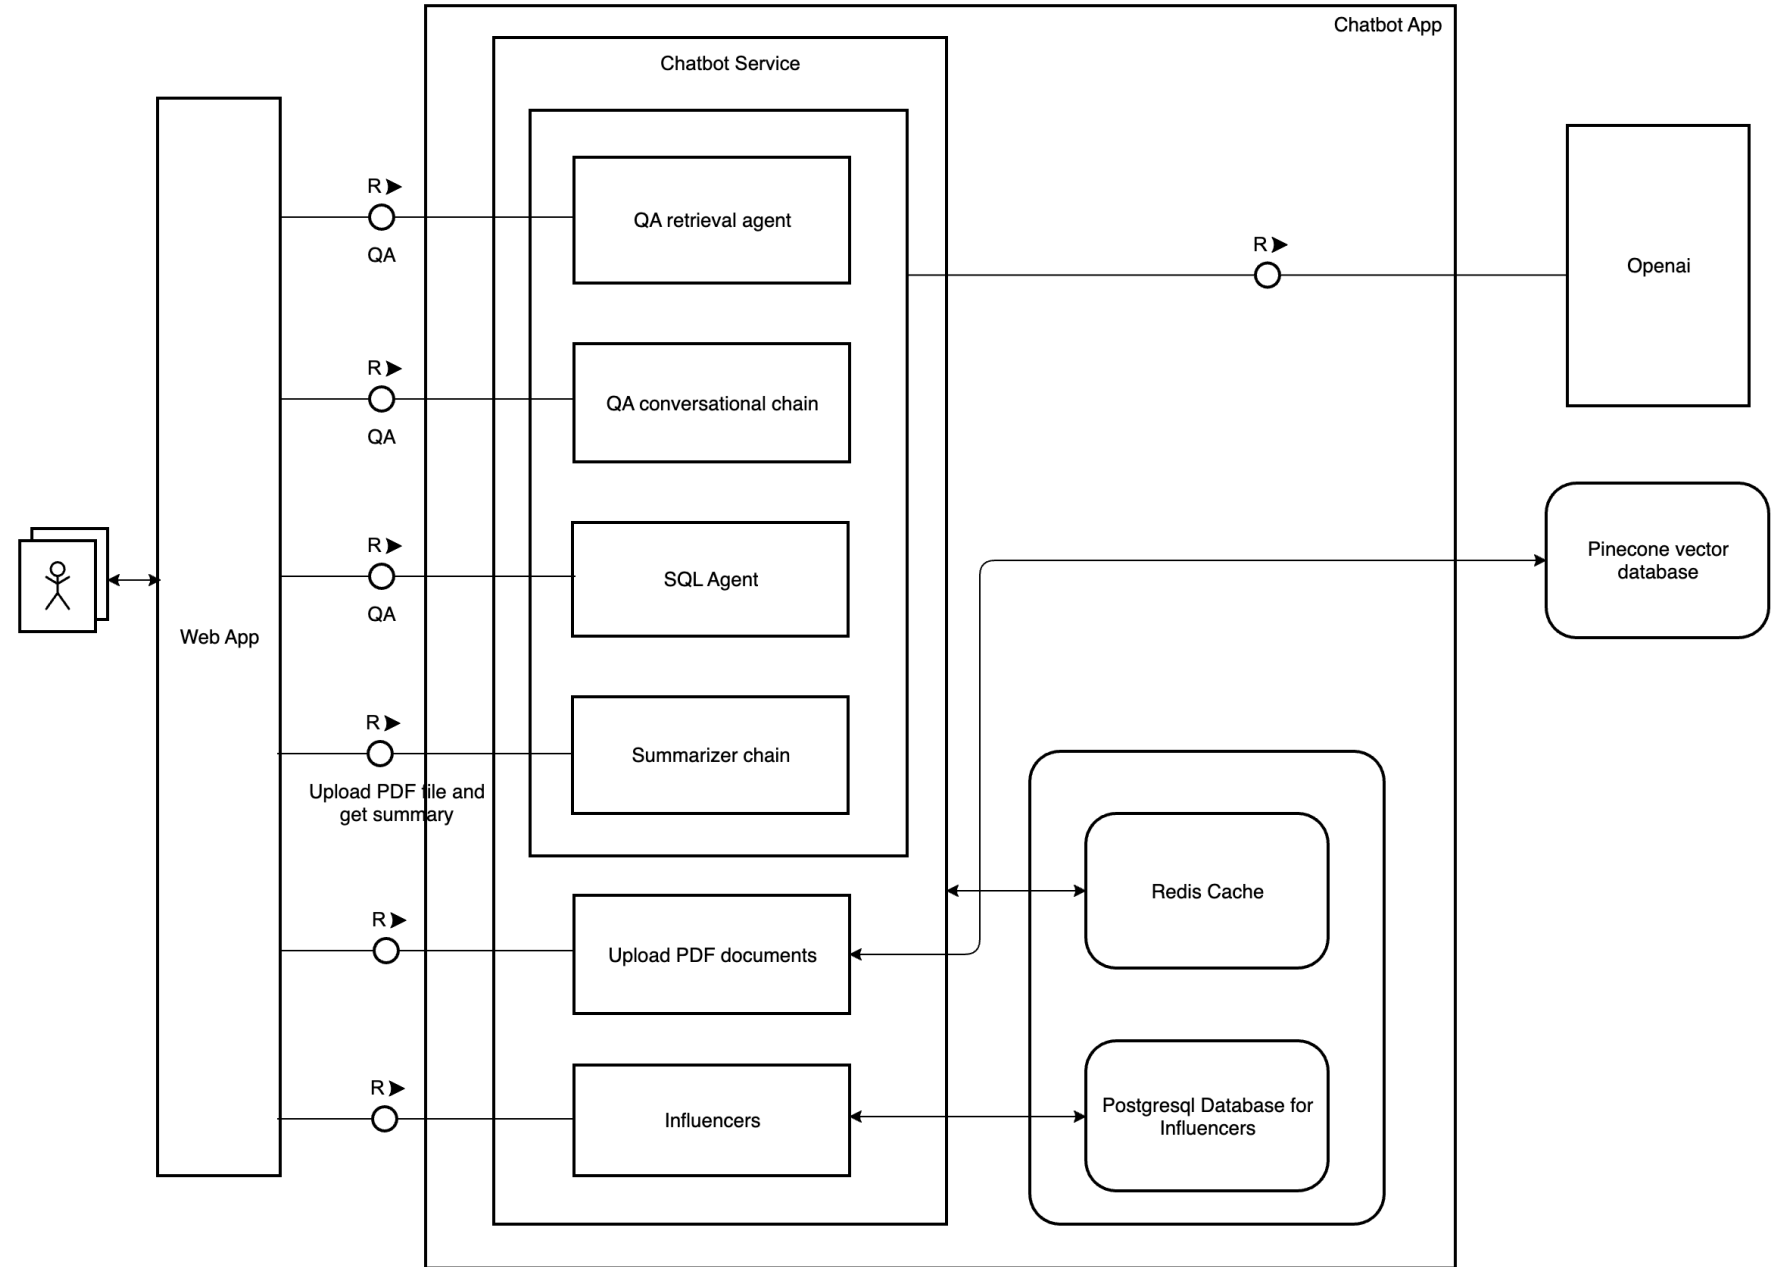 Chatbot App
Chatbot Service
R
QA
QA retrieval agent
R
Openai
R
QA
QA conversational chain
Pinecone vector
database
R
QA
SQL Agent
Web App
R
Upload PDF file and
get summary
Summarizer chain
Redis Cache
R
Upload PDF documents
R
Influencers
Postgresql Database for
Influencers